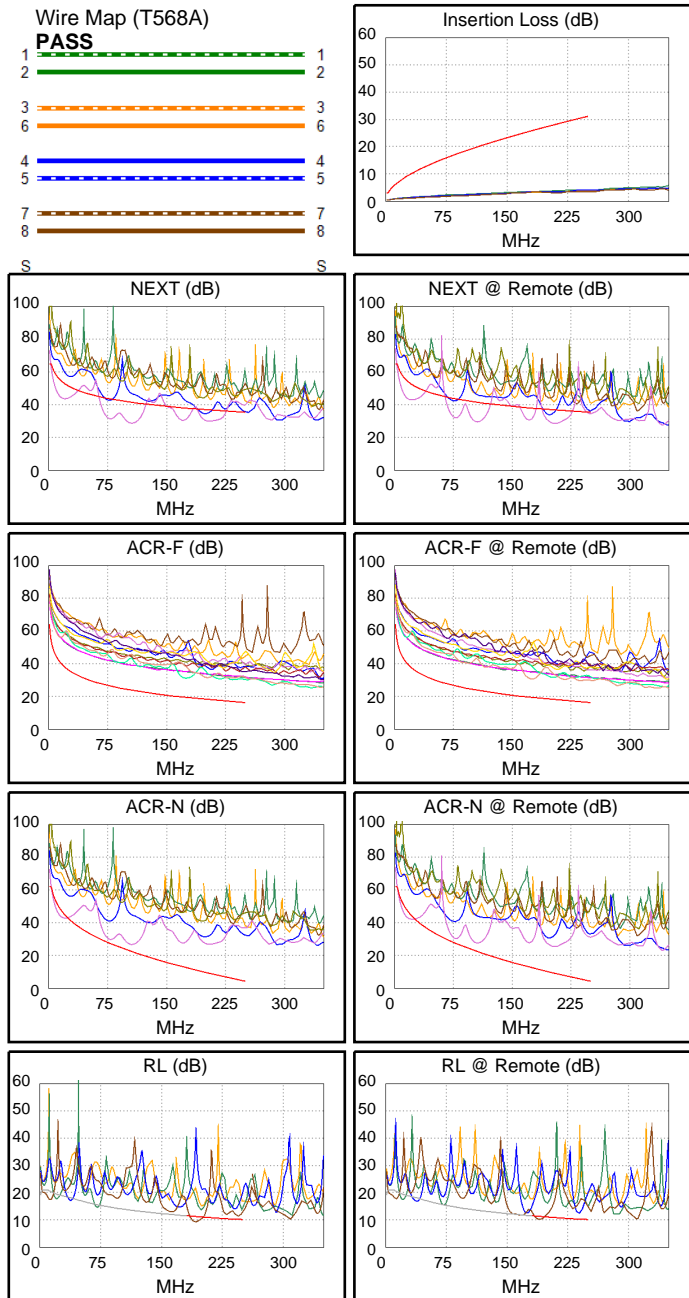 Wire Map (T568A)
PASS
1 1
2 2
3 3
6 6
4 4
5 5
7 7
8 8
S S
Insertion Loss (dB)
60
50
40
30
20
10
0
0 75 150 225 300
MHz
NEXT (dB)
100
80
60
40
20
0
0 75 150 225 300
MHz
NEXT @ Remote (dB)
100
80
60
40
20
0
0 75 150 225 300
MHz
ACR-F (dB)
100
80
60
40
20
0
0 75 150 225 300
MHz
ACR-F @ Remote (dB)
100
80
60
40
20
0
0 75 150 225 300
MHz
ACR-N (dB)
100
80
60
40
20
0
0 75 150 225 300
MHz
ACR-N @ Remote (dB)
100
80
60
40
20
0
0 75 150 225 300
MHz
RL (dB)
60
50
40
30
20
10
0
0 75 150 225 300
MHz
RL @ Remote (dB)
60
50
40
30
20
10
0
0 75 150 225 300
MHz